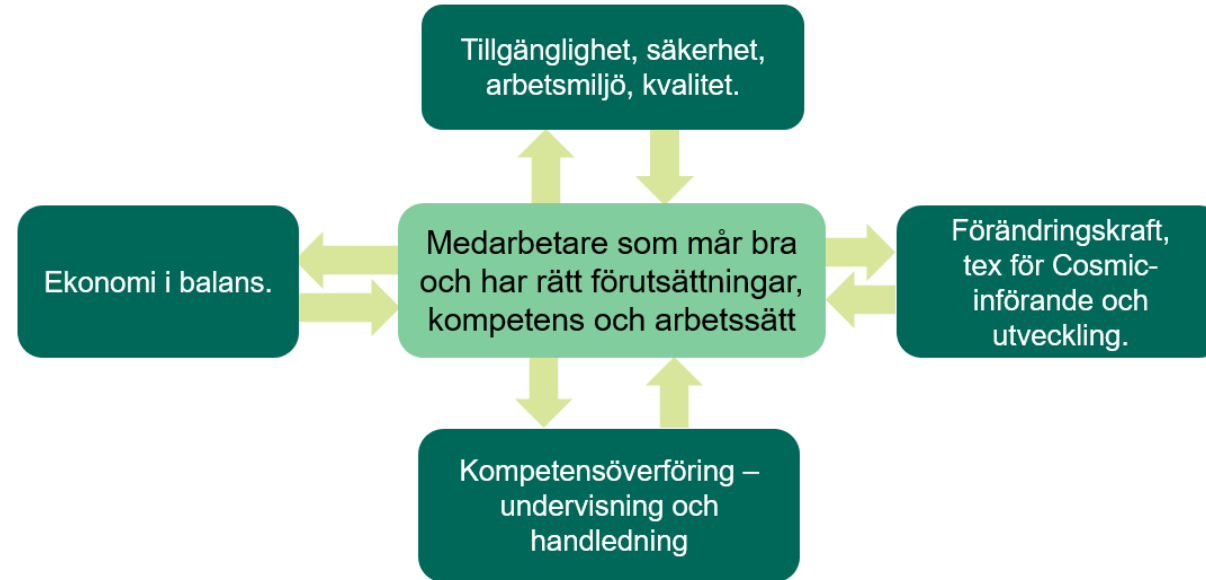 Tillgänglighet, säkerhet,
arbetsmiljö, kvalitet.
Ekonomi i balans.
Medarbetare som mår bra
och har rätt förutsättningar,
kompetens och arbetssätt
Förändringskraft,
tex för Cosmic-
införande och
utveckling.
Kompetensöverföring –
undervisning och
handledning